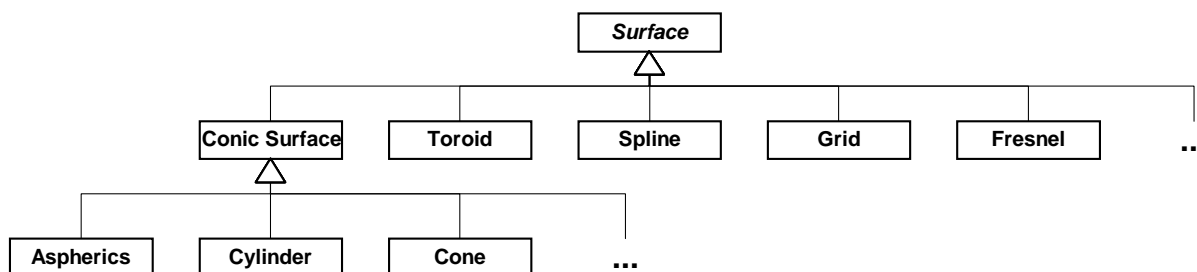 Surface
Conic Surface Toroid Spline Grid Fresnel ..
Aspherics Cylinder Cone ...